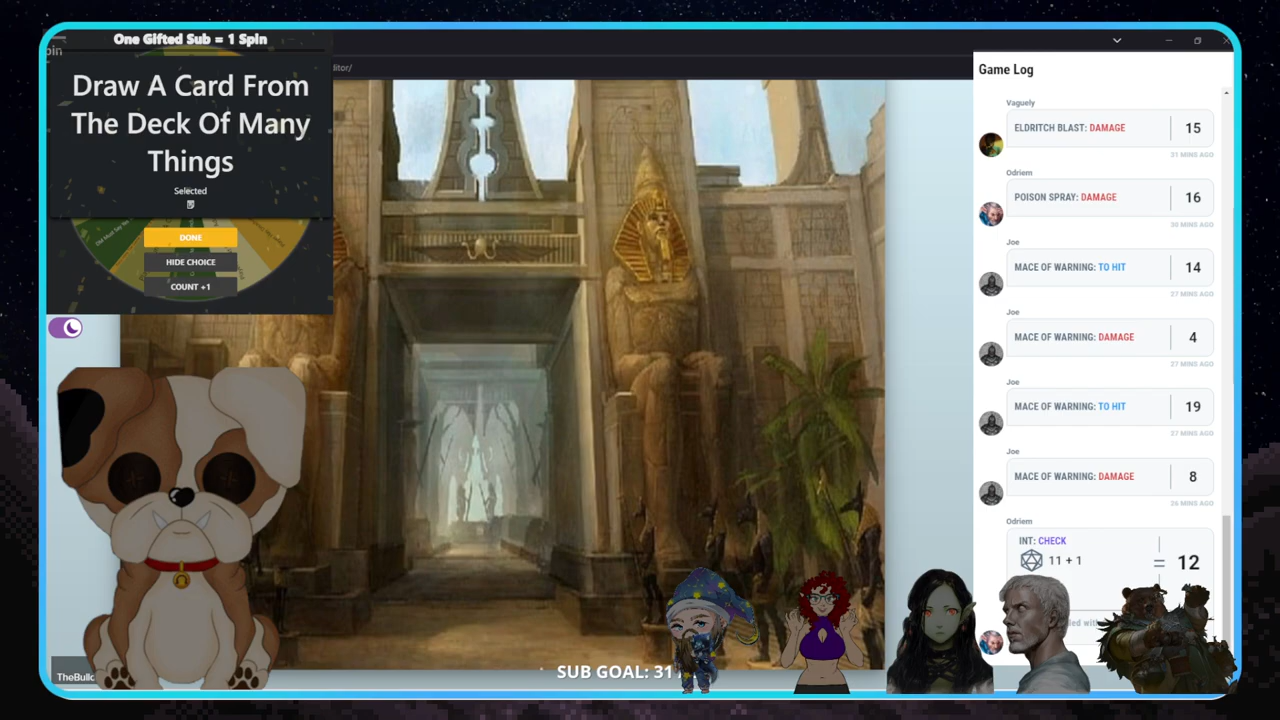 One Gifted Sub = 1 Spin
Draw A Card From
The Deck Of Many
Things
Selected
DONE
HIDE CHOICE
COUNT +1
TheBull
SUB GOAL: 31
Game Log
Vaguely
ELDRITCH BLAST: DAMAGE 15
31 MINS AGO
Odriem
POISON SPRAY: DAMAGE 16
30 MINS AGO
Joe
MACE OF WARNING: TO HIT 14
27 MINS AGO
Joe
MACE OF WARNING: DAMAGE 4
27 MINS AGO
Joe
MACE OF WARNING: TO HIT 19
27 MINS AGO
Joe
MACE OF WARNING: DAMAGE 8
26 MINS AGO
Odriem
INT: CHECK
11 + 1 = 12